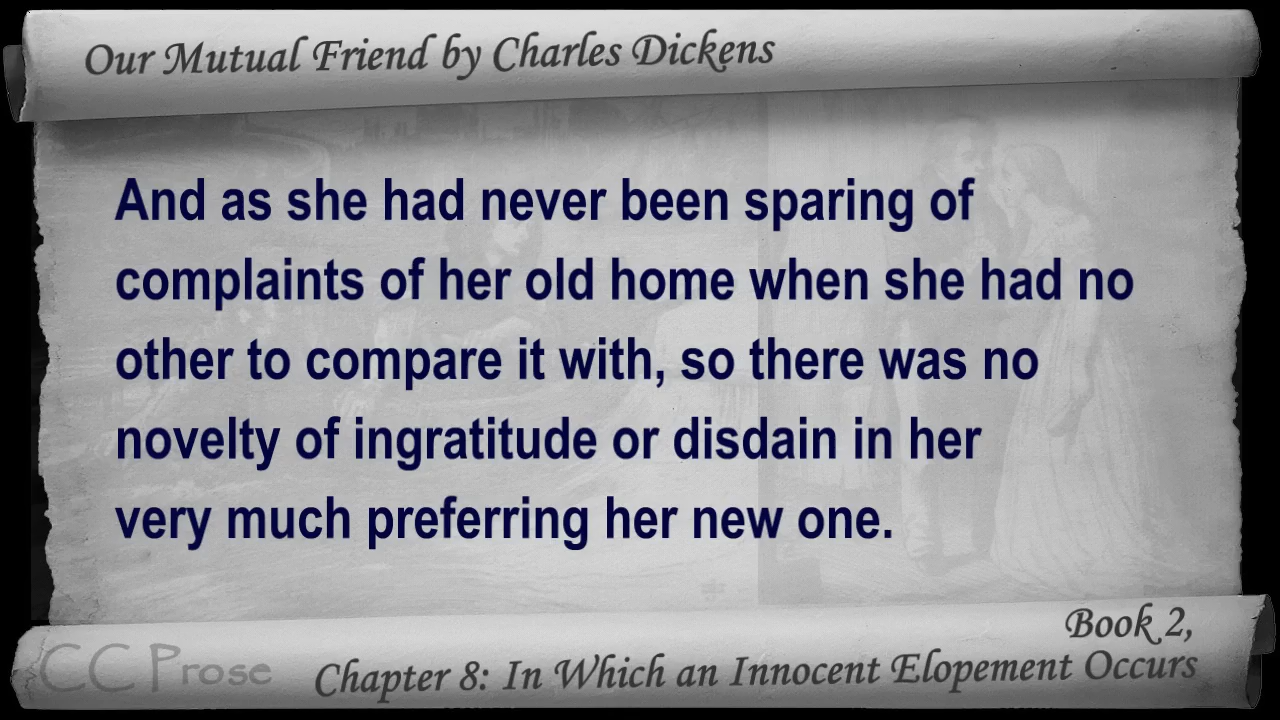 Our Mutual Friend by Charles Dickens
And as she had never been sparing of
complaints of her old home when she had no
other to compare it with, so there was no
novelty of ingratitude or disdain in her
very much preferring her new one.
Book 2,
Chapter 8: In Which an Innocent Elopement Occurs
CC Prose